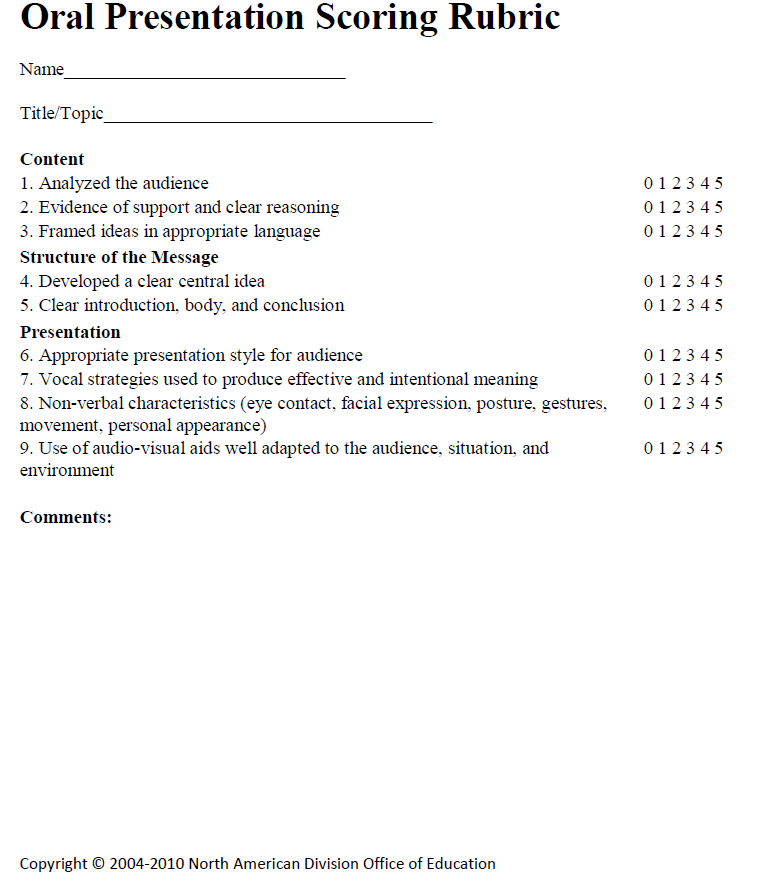 Oral Presentation Scoring Rubric
Name______________________________
Title/Topic___________________________________
Content
1. Analyzed the audience 0 1 2 3 4 5
2. Evidence of support and clear reasoning 0 1 2 3 4 5
3. Framed ideas in appropriate language 0 1 2 3 4 5
Structure of the Message
4. Developed a clear central idea 0 1 2 3 4 5
5. Clear introduction, body, and conclusion 0 1 2 3 4 5
Presentation
6. Appropriate presentation style for audience 0 1 2 3 4 5
7. Vocal strategies used to produce effective and intentional meaning 0 1 2 3 4 5
8. Non-verbal characteristics (eye contact, facial expression, posture, gestures, 0 1 2 3 4 5
movement, personal appearance)
9. Use of audio-visual aids well adapted to the audience, situation, and 0 1 2 3 4 5
environment
Comments:
Copyright © 2004-2010 North American Division Office of Education